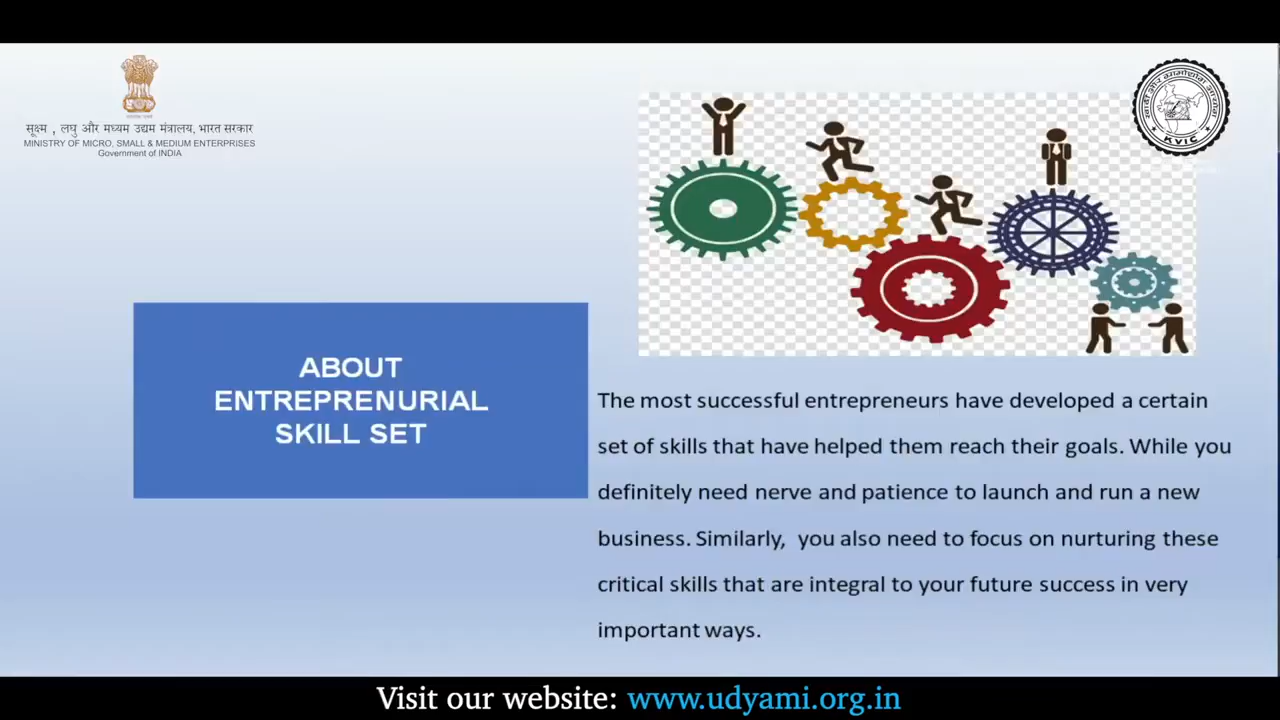 सूक्ष्म , लघु और मध्यम उद्यम मंत्रालय, भारत सरकार
MINISTRY OF MICRO, SMALL & MEDIUM ENTERPRISES
Government of INDIA
KVIC
ABOUT
ENTREPRENURIAL
SKILL SET
The most successful entrepreneurs have developed a certain
set of skills that have helped them reach their goals. While you
definitely need nerve and patience to launch and run a new
business. Similarly,  you also need to focus on nurturing these
critical skills that are integral to your future success in very
important ways.
Visit our website: www.udyami.org.in